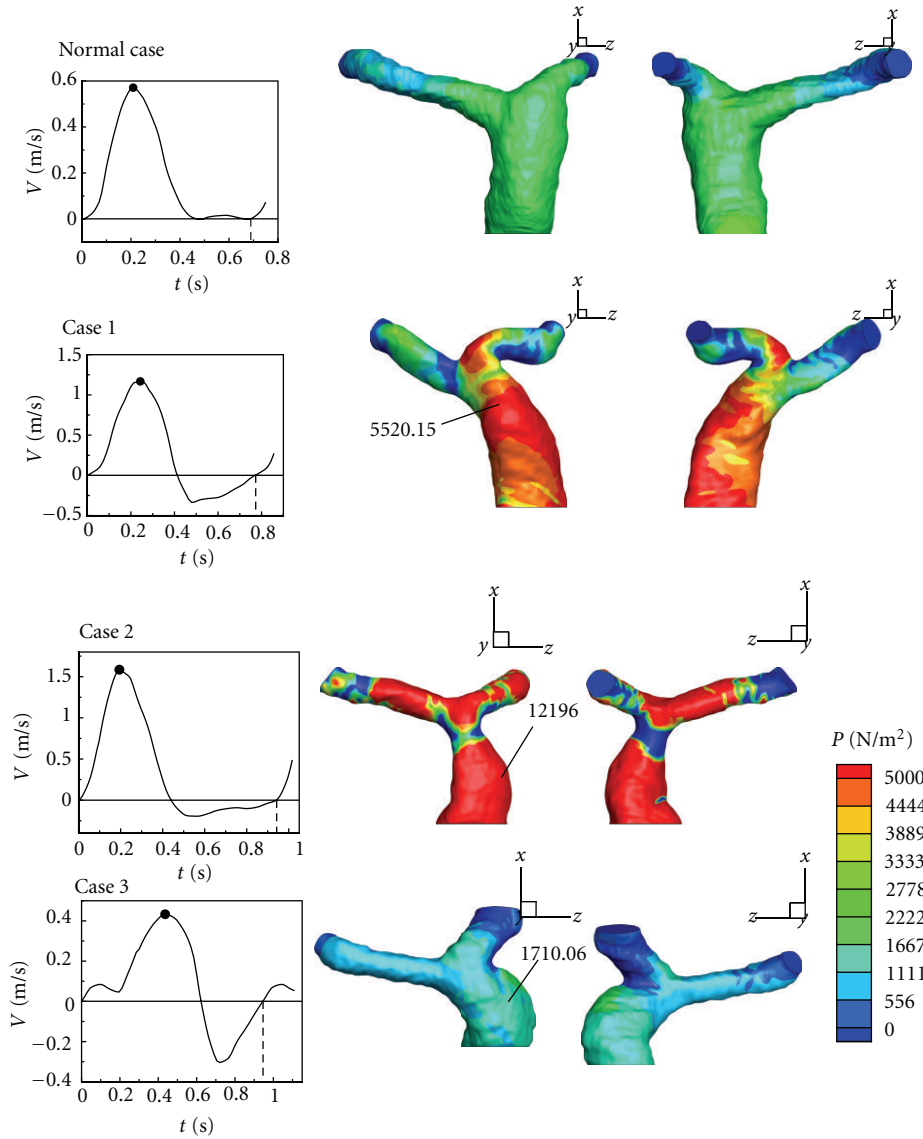 Normal case
x
y
z
x
z
y
0.6
0.4
0.2
0
V (m/s)
0
0.2
0.4
0.6
0.8
t (s)
Case 1
x
y
z
x
z
y
1.5
1
0.5
0
−0.5
V (m/s)
0
0.2
0.4
0.6
0.8
t (s)
5520.15
Case 2
x
y
z
x
z
y
1.5
1
0.5
0
V (m/s)
0
0.2
0.4
0.6
0.8
1
t (s)
12196
P (N/m²)
5000
4444
3889
3333
2778
2222
1667
1111
556
0
Case 3
x
z
x
z
y
0.4
0.2
0
−0.2
−0.4
V (m/s)
0
0.2
0.4
0.6
0.8
1
t (s)
1710.06